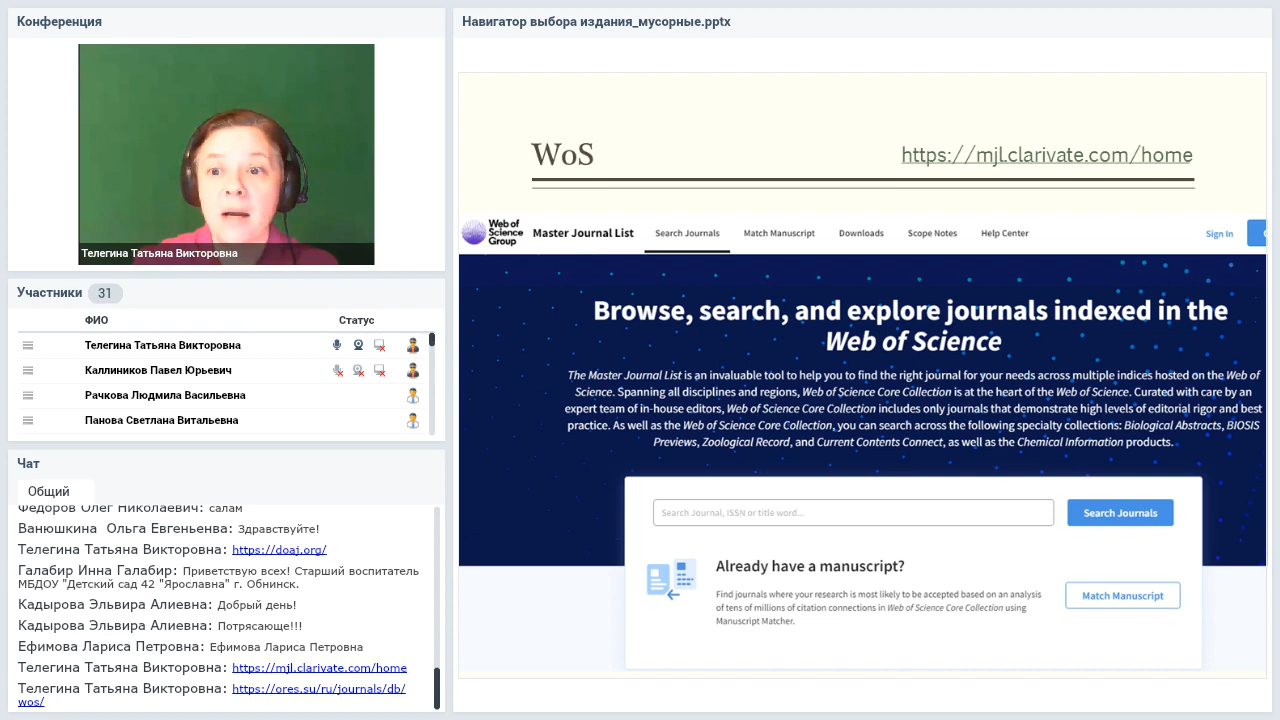 Конференция
Телегина Татьяна Викторовна
Участники 31
ФИО Статус
Телегина Татьяна Викторовна
Каллиников Павел Юрьевич
Рачкова Людмила Васильевна
Панова Светлана Витальевна
Чат
Общий
Федоров Олег Николаевич: салам
Ванюшкина Ольга Евгеньевна: Здравствуйте!
Телегина Татьяна Викторовна: https://doaj.org/
Галабир Инна Галабир: Приветствую всех! Старший воспитатель
МБДОУ "Детский сад 42 "Ярославна" г. Обнинск.
Кадырова Эльвира Алиевна: Добрый день!
Кадырова Эльвира Алиевна: Потрясающе!!!
Ефимова Лариса Петровна: Ефимова Лариса Петровна
Телегина Татьяна Викторовна: https://mjl.clarivate.com/home
Телегина Татьяна Викторовна: https://ores.su/ru/journals/db/
wos/
Навигатор выбора издания_мусорные.pptx
WoS https://mjl.clarivate.com/home
Web of
Science
Group
Master Journal List Search Journals Match Manuscript Downloads Scope Notes Help Center Sign In
Browse, search, and explore journals indexed in the
Web of Science
The Master Journal List is an invaluable tool to help you to find the right journal for your needs across multiple indices hosted on the Web of
Science. Spanning all disciplines and regions, Web of Science Core Collection is at the heart of the Web of Science. Curated with care by an
expert team of in-house editors, Web of Science Core Collection includes only journals that demonstrate high levels of editorial rigor and best
practice. As well as the Web of Science Core Collection, you can search across the following specialty collections: Biological Abstracts, BIOSIS
Previews, Zoological Record, and Current Contents Connect, as well as the Chemical Information products.
Search Journal, ISSN or title word...
Search Journals
Already have a manuscript?
Find journals where your research is most likely to be accepted based on an analysis
of tens of millions of citation connections in Web of Science Core Collection using
Manuscript Matcher.
Match Manuscript